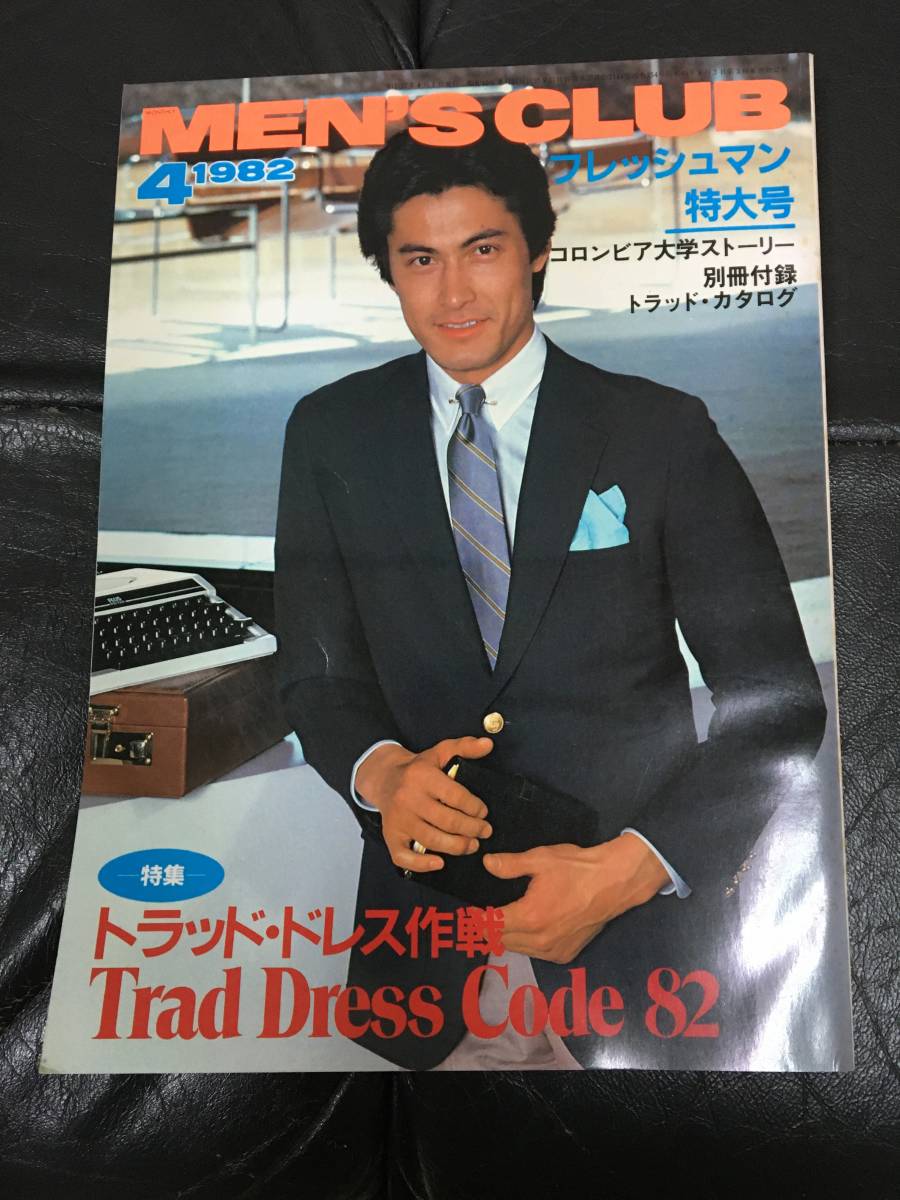 MEN'S CLUB
4 1982
フレッシュマン
特大号
コロンビア大学ストーリー
別冊付録
トラッド・カタログ
特集
トラッド・ドレス作戦
Trad Dress Code 82